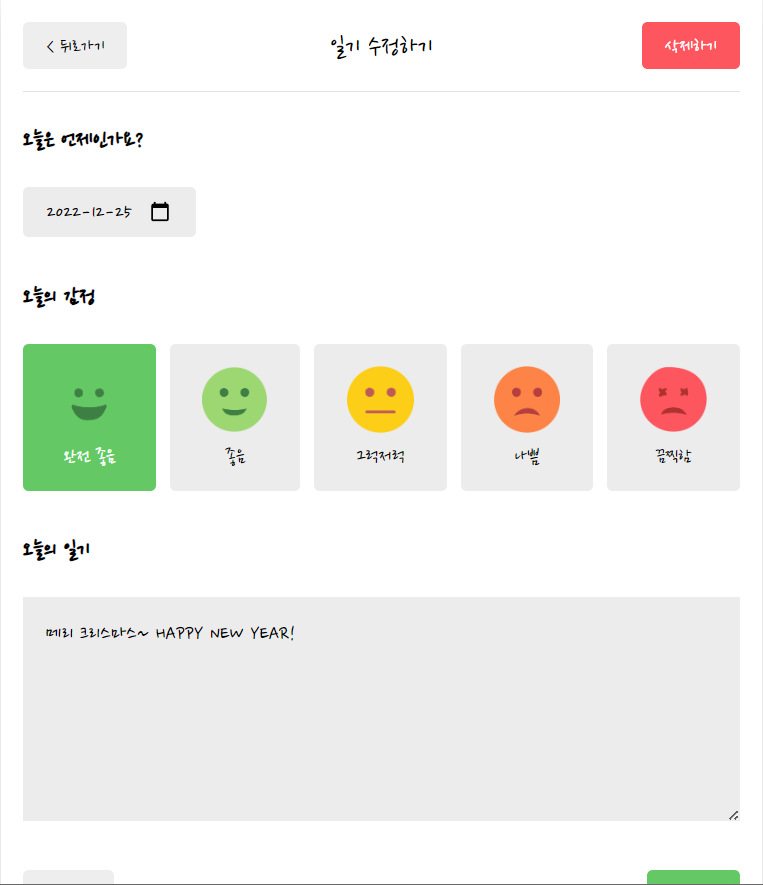 < 뒤로가기
일기 수정하기
삭제하기
오늘은 언제인가요?
2022-12-25
오늘의 감정
완전 좋음
좋음
그럭저럭
나쁨
끔찍함
오늘의 일기
메리 크리스마스~ HAPPY NEW YEAR!